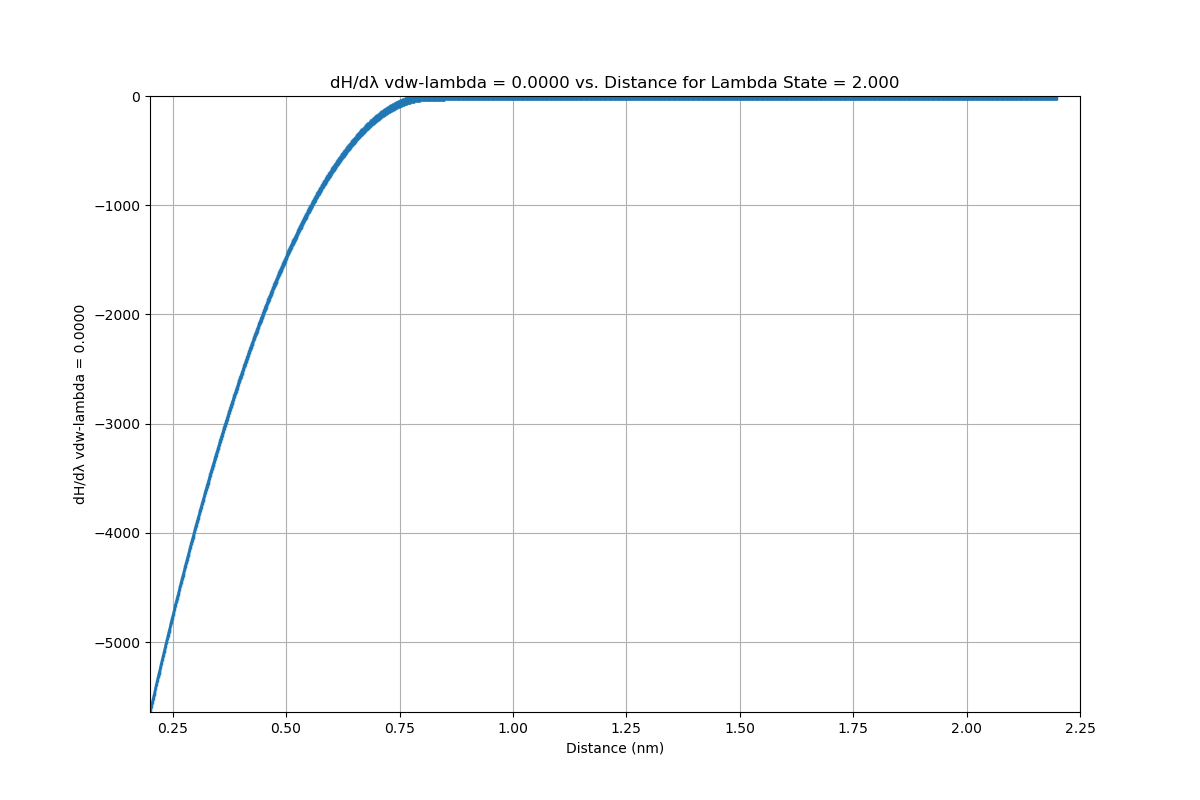 dH/dλ vdw-lambda = 0.0000 vs. Distance for Lambda State = 2.000
0
−1000
−2000
−3000
−4000
−5000
dH/dλ vdw-lambda = 0.0000
0.25 0.50 0.75 1.00 1.25 1.50 1.75 2.00 2.25
Distance (nm)